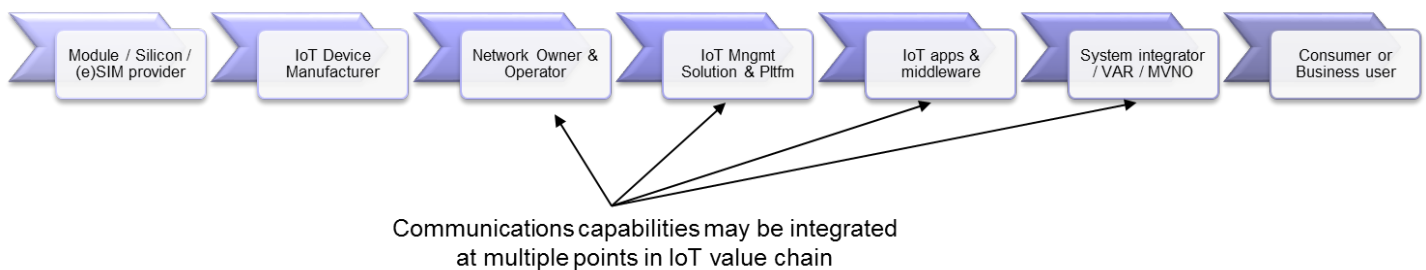 Module / Silicon /
(e)SIM provider
IoT Device
Manufacturer
Network Owner &
Operator
IoT Mngmt
Solution & Pltfm
IoT apps &
middleware
System integrator
/ VAR / MVNO
Consumer or
Business user
Communications capabilities may be integrated
at multiple points in IoT value chain